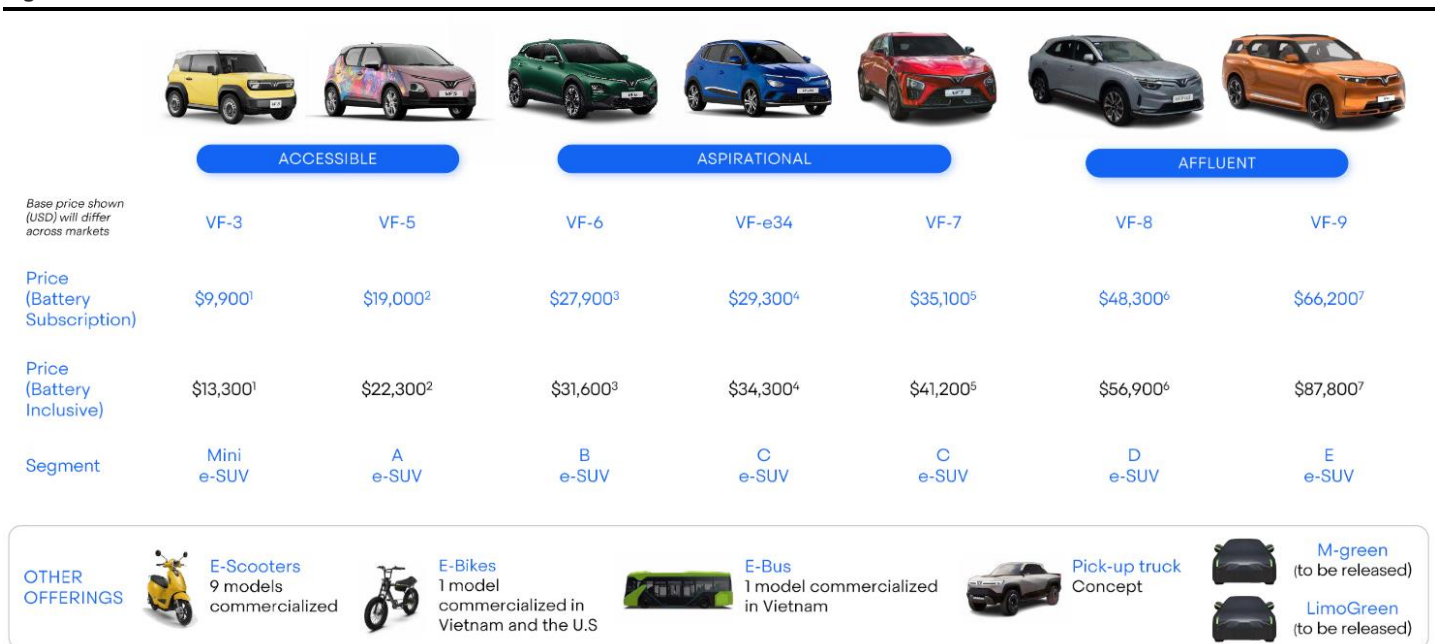 ACCESSIBLE
ASPIRATIONAL
AFFLUENT
Base price shown
(USD) will differ
across markets
VF-3
VF-5
VF-6
VF-e34
VF-7
VF-8
VF-9
Price
(Battery
Subscription)
$9,900¹
$19,000²
$27,900³
$29,300⁴
$35,100⁵
$48,300⁶
$66,200⁷
Price
(Battery
Inclusive)
$13,300¹
$22,300²
$31,600³
$34,300⁴
$41,200⁵
$56,900⁶
$87,800⁷
Segment
Mini
e-SUV
A
e-SUV
B
e-SUV
C
e-SUV
C
e-SUV
D
e-SUV
E
e-SUV
OTHER
OFFERINGS
E-Scooters
9 models
commercialized
E-Bikes
1 model
commercialized in
Vietnam and the U.S
E-Bus
1 model commercialized
in Vietnam
Pick-up truck
Concept
M-green
(to be released)
LimoGreen
(to be released)